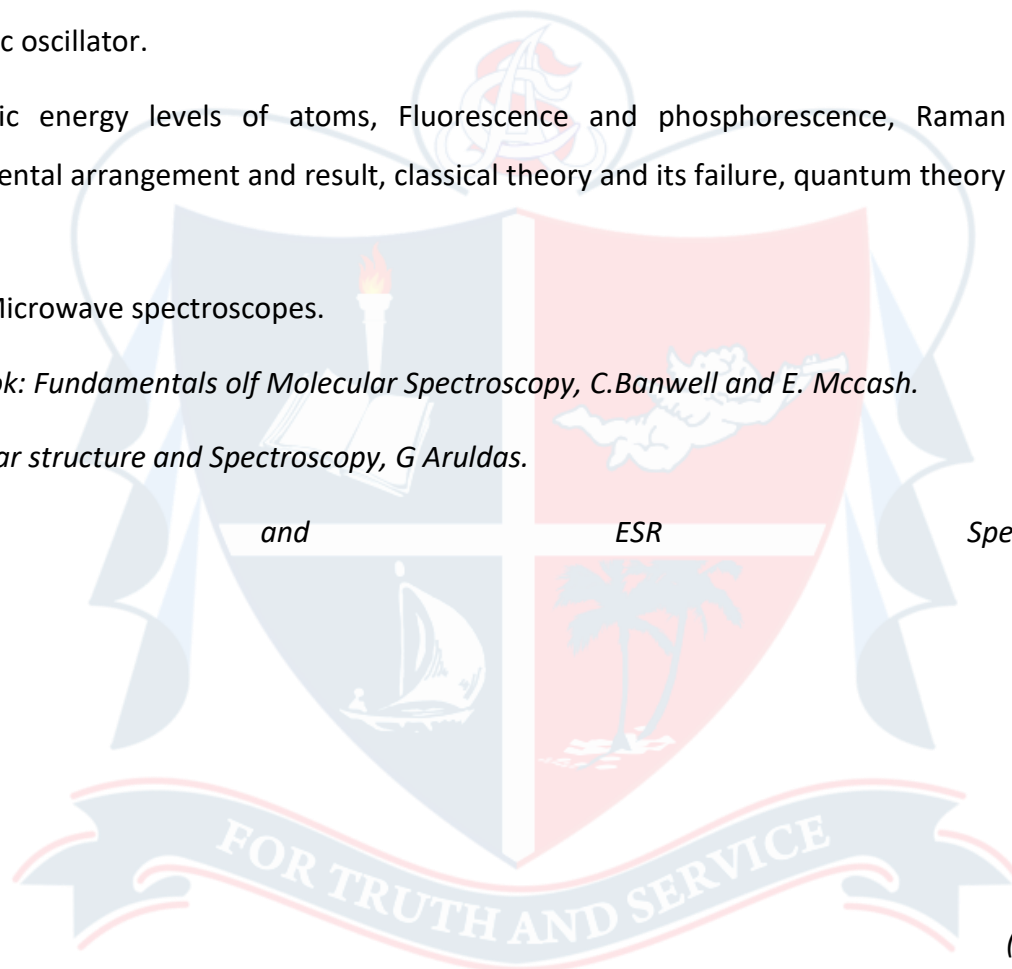 c oscillator.
ic energy levels of atoms, Fluorescence and phosphorescence, Raman
ental arrangement and result, classical theory and its failure, quantum theory
Microwave spectroscopes.
ok: Fundamentals olf Molecular Spectroscopy, C.Banwell and E. Mccash.
ar structure and Spectroscopy, G Aruldas.
and ESR Spe
FOR TRUTH AND SERVICE
(